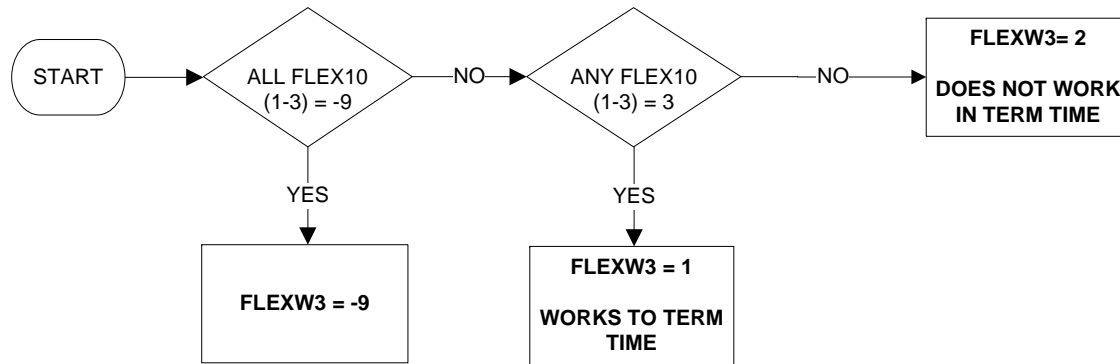 START
ALL FLEX10
(1-3) = -9
NO
ANY FLEX10
(1-3) = 3
NO
FLEXW3= 2
DOES NOT WORK
IN TERM TIME
YES
YES
FLEXW3 = -9
FLEXW3 = 1
WORKS TO TERM
TIME